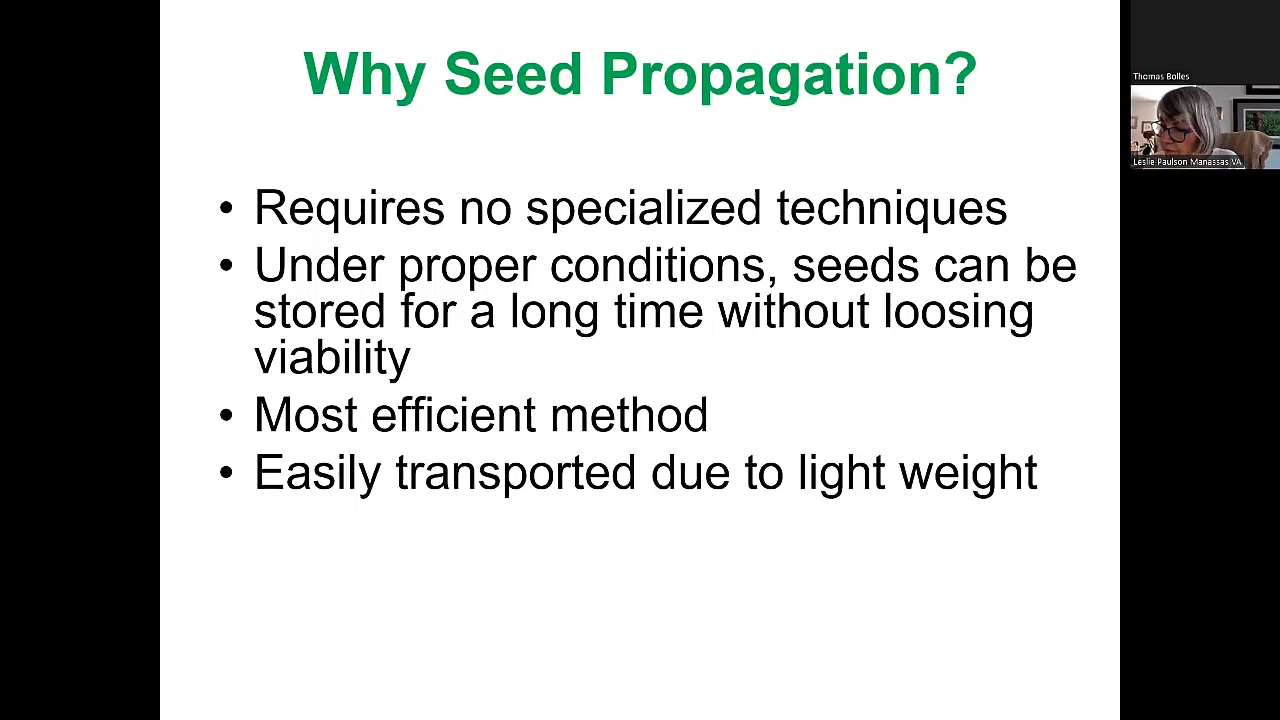 Why Seed Propagation?
• Requires no specialized techniques
• Under proper conditions, seeds can be
stored for a long time without loosing
viability
• Most efficient method
• Easily transported due to light weight
Thomas Bolles
Leslie Paulson Manassas VA